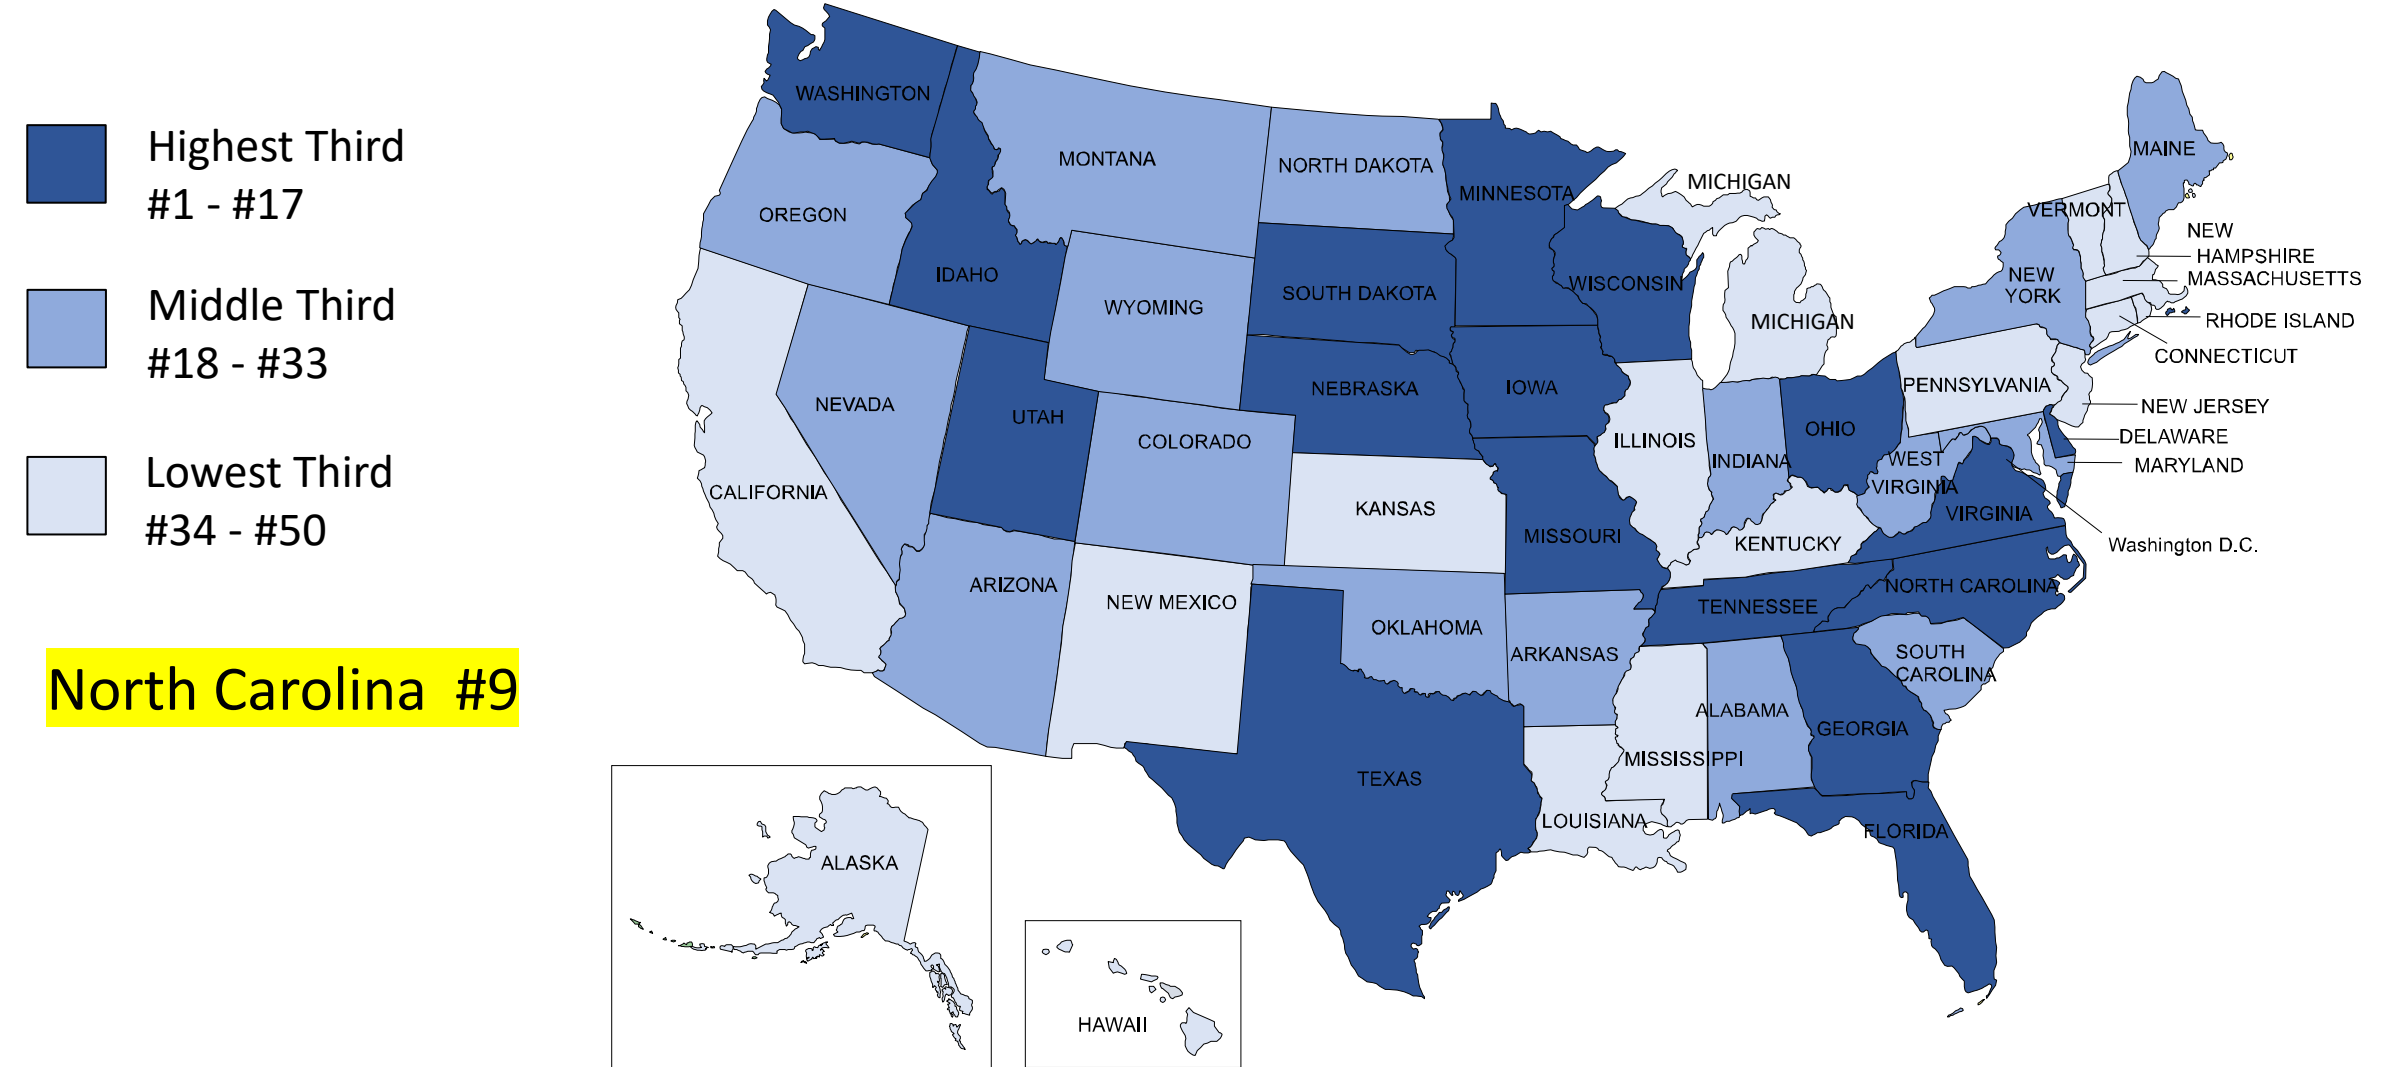 Highest Third
#1 - #17
Middle Third
#18 - #33
Lowest Third
#34 - #50
North Carolina #9
WASHINGTON
OREGON
IDAHO
MONTANA
NORTH DAKOTA
MINNESOTA
MICHIGAN
MAINE
VERMONT
NEW
HAMPSHIRE
MASSACHUSETTS
RHODE ISLAND
CONNECTICUT
NEW
YORK
WYOMING
SOUTH DAKOTA
WISCONSIN
MICHIGAN
NEVADA
UTAH
COLORADO
NEBRASKA
IOWA
ILLINOIS
INDIANA
OHIO
PENNSYLVANIA
NEW JERSEY
DELAWARE
MARYLAND
WEST
VIRGINIA
VIRGINIA
Washington D.C.
CALIFORNIA
KANSAS
MISSOURI
KENTUCKY
ARIZONA
NEW MEXICO
OKLAHOMA
ARKANSAS
TENNESSEE
NORTH CAROLINA
SOUTH
CAROLINA
TEXAS
LOUISIANA
MISSISSIPPI
ALABAMA
GEORGIA
FLORIDA
ALASKA
HAWAII